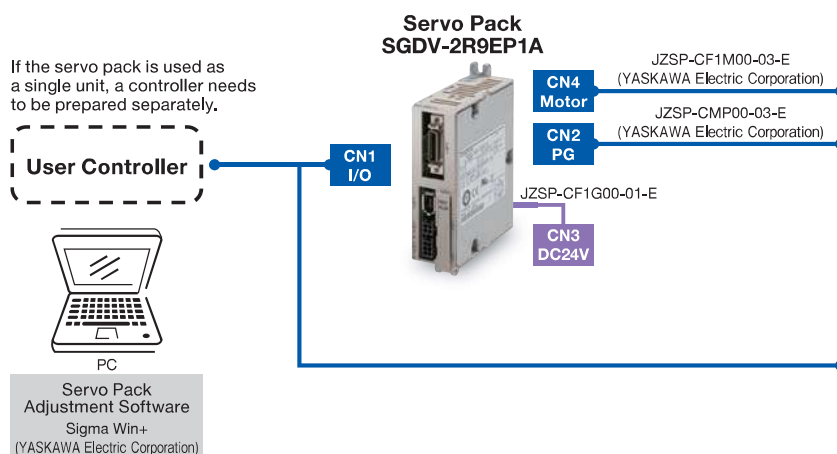 Servo Pack
SGDV-2R9EP1A
If the servo pack is used as
a single unit, a controller needs
to be prepared separately.
User Controller
CN1
I/O
CN4
Motor
JZSP-CF1M00-03-E
(YASKAWA Electric Corporation)
CN2
PG
JZSP-CMP00-03-E
(YASKAWA Electric Corporation)
JZSP-CF1G00-01-E
CN3
DC24V
PC
Servo Pack
Adjustment Software
Sigma Win+
(YASKAWA Electric Corporation)